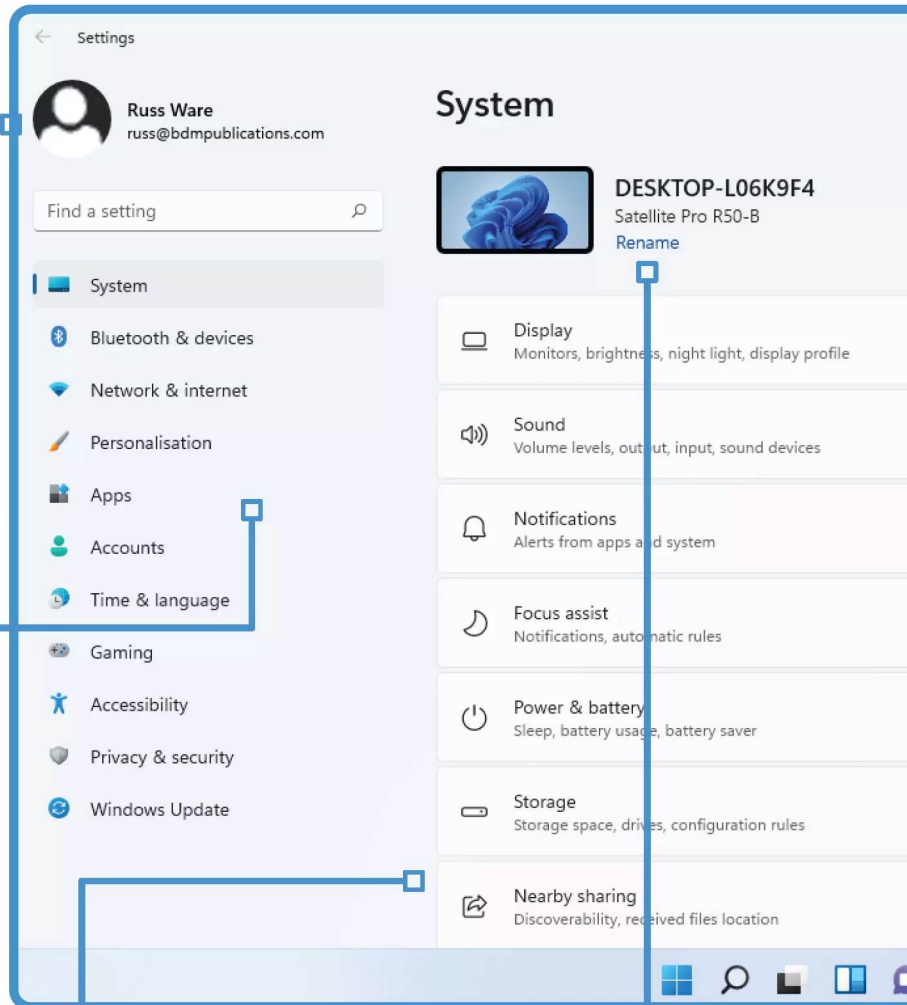 Settings
Russ Ware
russ@bdmpublications.com
Find a setting
System
Bluetooth & devices
Network & internet
Personalisation
Apps
Accounts
Time & language
Gaming
Accessibility
Privacy & security
Windows Update
System
DESKTOP-L06K9F4
Satellite Pro R50-B
Rename
Display
Monitors, brightness, night light, display profile
Sound
Volume levels, output, input, sound devices
Notifications
Alerts from apps and system
Focus assist
Notifications, automatic rules
Power & battery
Sleep, battery usage, battery saver
Storage
Storage space, drives, configuration rules
Nearby sharing
Discoverability, received files location